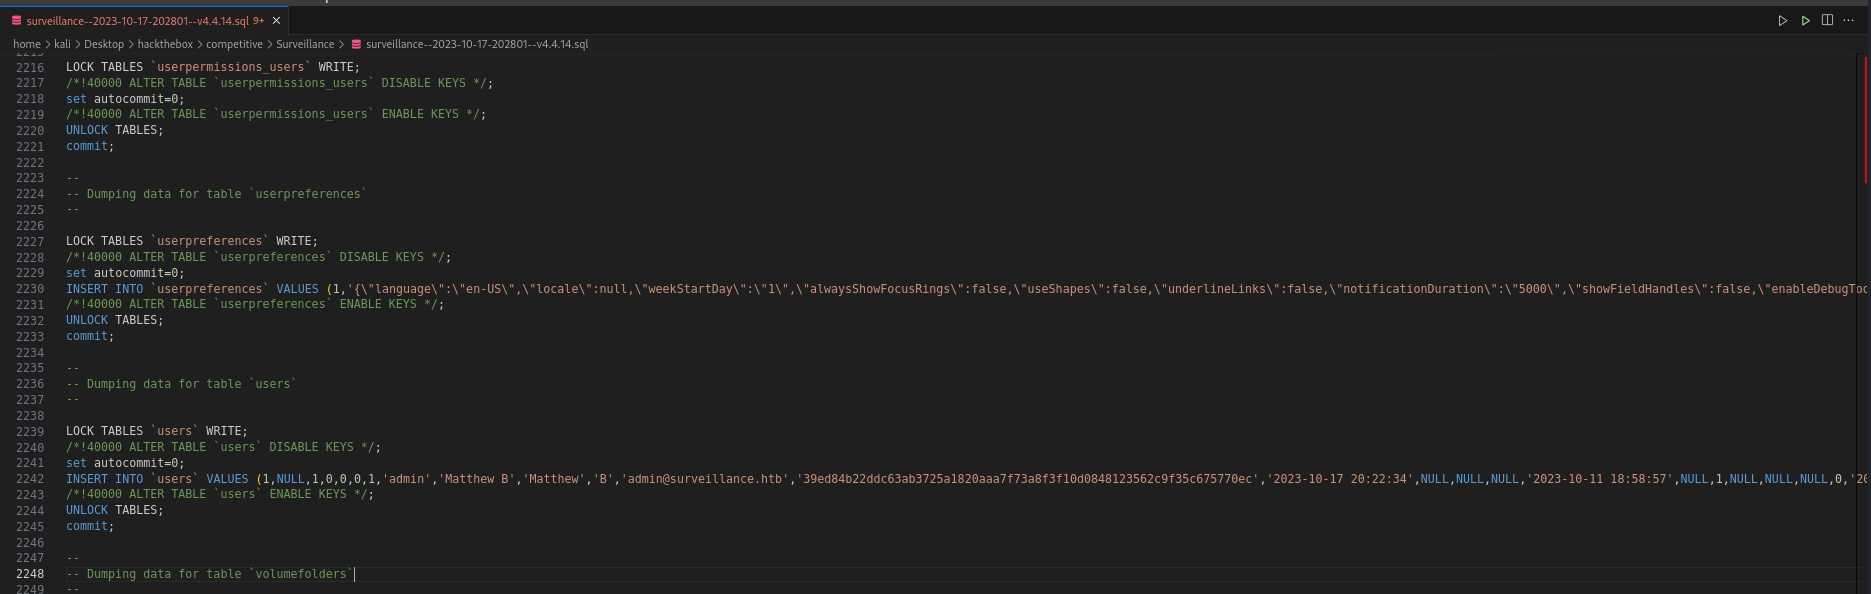 surveillance--2023-10-17-202801--v4.4.14.sql 9+
home > kali > Desktop > hackthebox > competitive > Surveillance > surveillance--2023-10-17-202801--v4.4.14.sql
2216 LOCK TABLES `userpermissions_users` WRITE;
2217 /*!40000 ALTER TABLE `userpermissions_users` DISABLE KEYS */;
2218 set autocommit=0;
2219 /*!40000 ALTER TABLE `userpermissions_users` ENABLE KEYS */;
2220 UNLOCK TABLES;
2221 commit;
2222
2223 --
2224 -- Dumping data for table `userpreferences`
2225 --
2226
2227 LOCK TABLES `userpreferences` WRITE;
2228 /*!40000 ALTER TABLE `userpreferences` DISABLE KEYS */;
2229 set autocommit=0;
2230 INSERT INTO `userpreferences` VALUES (1,'{\"language\":\"en-US\",\"locale\":null,\"weekStartDay\":\"1\",\"alwaysShowFocusRings\":false,\"useShapes\":false,\"underlineLinks\":false,\"notificationDuration\":\"5000\",\"showFieldHandles\":false,\"enableDebugToo
2231 /*!40000 ALTER TABLE `userpreferences` ENABLE KEYS */;
2232 UNLOCK TABLES;
2233 commit;
2234
2235 --
2236 -- Dumping data for table `users`
2237 --
2238
2239 LOCK TABLES `users` WRITE;
2240 /*!40000 ALTER TABLE `users` DISABLE KEYS */;
2241 set autocommit=0;
2242 INSERT INTO `users` VALUES (1,NULL,1,0,0,0,1,'admin','Matthew B','Matthew','B','admin@surveillance.htb','39ed84b22ddc63ab3725a1820aaa7f73a8f3f10d0848123562c9f35c675770ec','2023-10-17 20:22:34',NULL,NULL,NULL,'2023-10-11 18:58:57',NULL,1,NULL,NULL,NULL,0,'20
2243 /*!40000 ALTER TABLE `users` ENABLE KEYS */;
2244 UNLOCK TABLES;
2245 commit;
2246
2247 --
2248 -- Dumping data for table `volumefolders`
2249 --